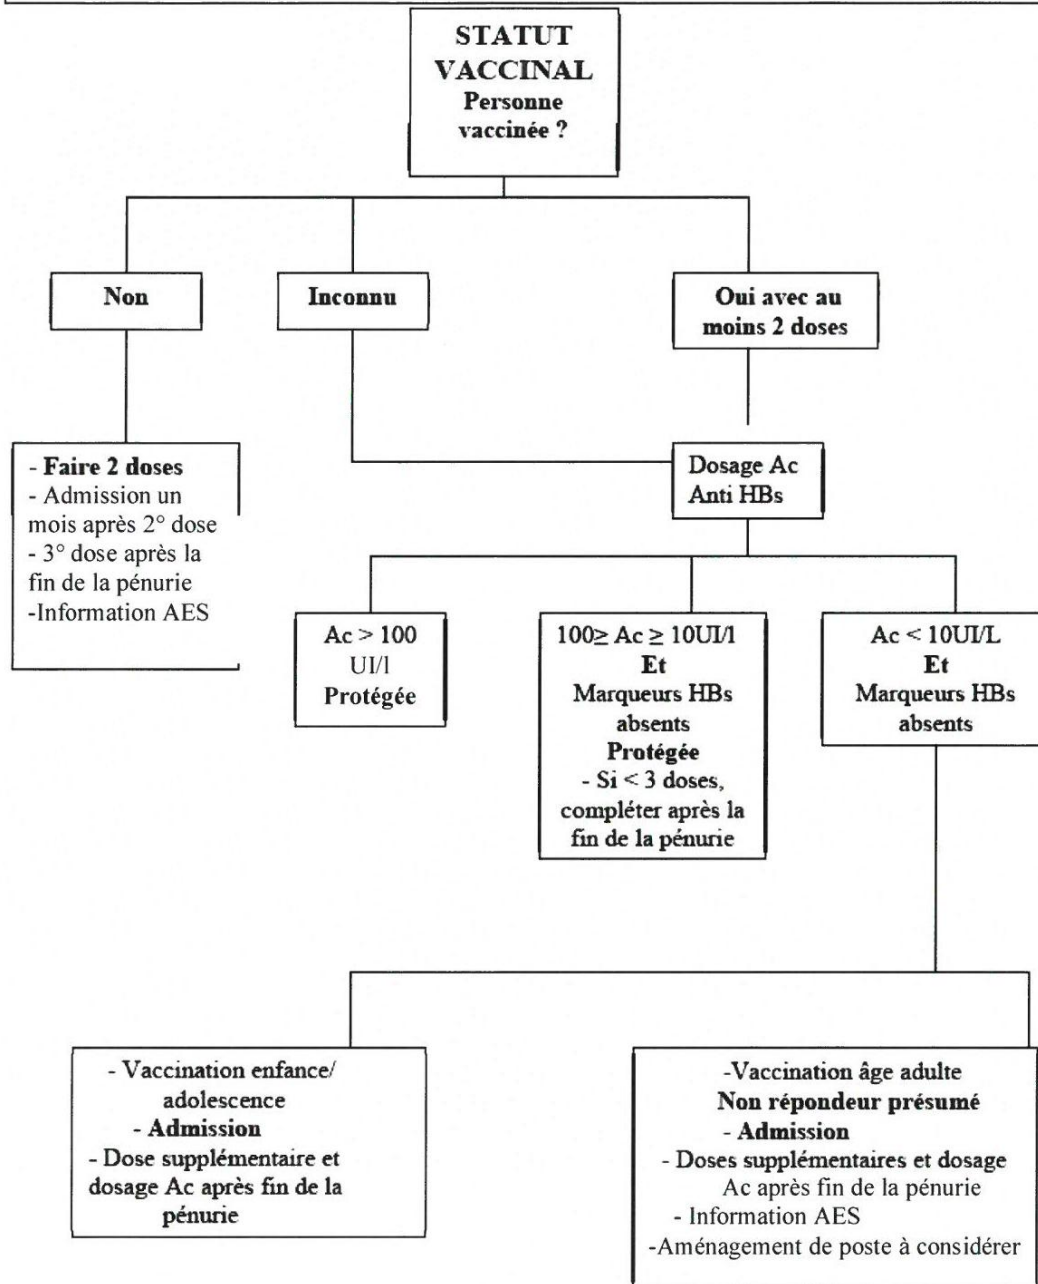 STATUT
VACCINAL
Personne
vaccinée ?
Non
Inconnu
Oui avec au
moins 2 doses
- Faire 2 doses
- Admission un
mois après 2° dose
- 3° dose après la
fin de la pénurie
-Information AES
Dosage Ac
Anti HBs
Ac > 100
UI/l
Protégée
100≥ Ac ≥ 10UI/l
Et
Marqueurs HBs
absents
Protégée
- Si < 3 doses,
compléter après la
fin de la pénurie
Ac < 10UI/L
Et
Marqueurs HBs
absents
- Vaccination enfance/
adolescence
- Admission
- Dose supplémentaire et
dosage Ac après fin de la
pénurie
-Vaccination âge adulte
Non répondeur présumé
- Admission
- Doses supplémentaires et dosage
Ac après fin de la pénurie
- Information AES
-Aménagement de poste à considérer